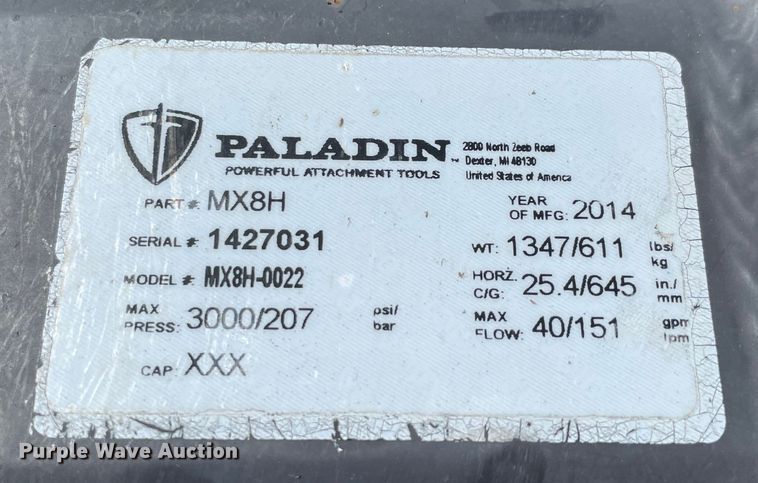 PALADIN™
POWERFUL ATTACHMENT TOOLS
2800 North Zeeb Road
Dexter, MI 48130
United States of America
PART #: MX8H
YEAR OF MFG: 2014
SERIAL #: 1427031
WT: 1347/611 lbs/kg
MODEL #: MX8H-0022
HORZ. C/G: 25.4/645 in./mm
MAX PRESS: 3000/207 psi/bar
MAX FLOW: 40/151 gpm/lpm
CAP: XXX
Purple Wave Auction